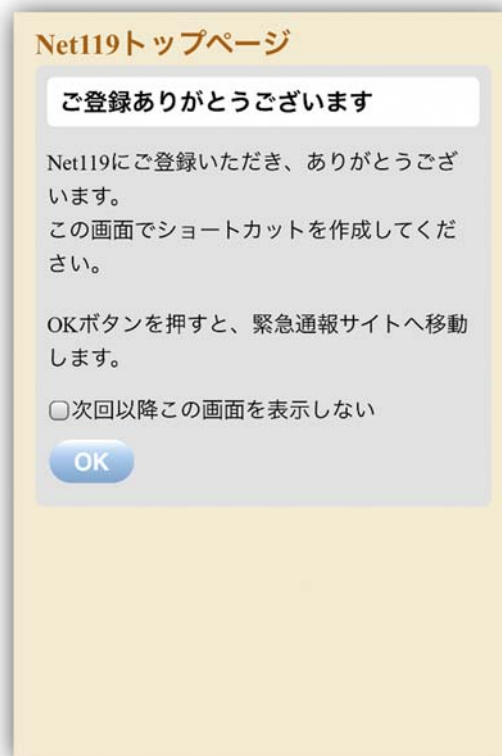 Net119トップページ
ご登録ありがとうございます
Net119にご登録いただき、ありがとうござ
います。
この画面でショートカットを作成してくだ
さい。
OKボタンを押すと、緊急通報サイトへ移動
します。
次回以降この画面を表示しない
OK